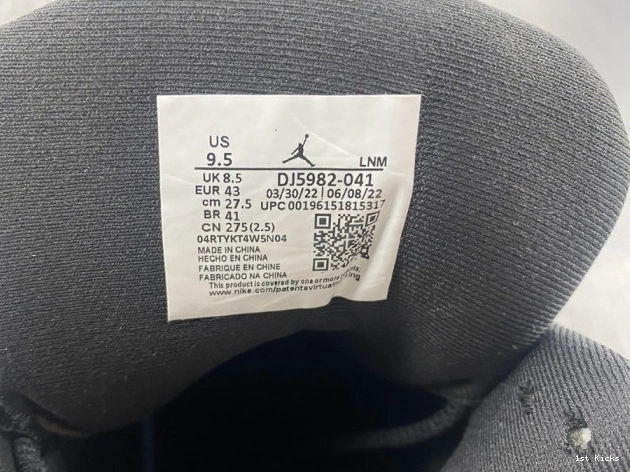 US
9.5
LNM
UK 8.5
DJ5982-041
EUR 43
03/30/22 | 06/08/22
cm 27.5
UPC 00196151815317
BR 41
CN 275(2.5)
04RTYKT4W5N04
MADE IN CHINA
HECHO EN CHINA
FABRIQUE EN CHINE
FABRICADO NA CHINA
This product is covered by one or more
www.nike.com/patentsvirtual
1st Kicks